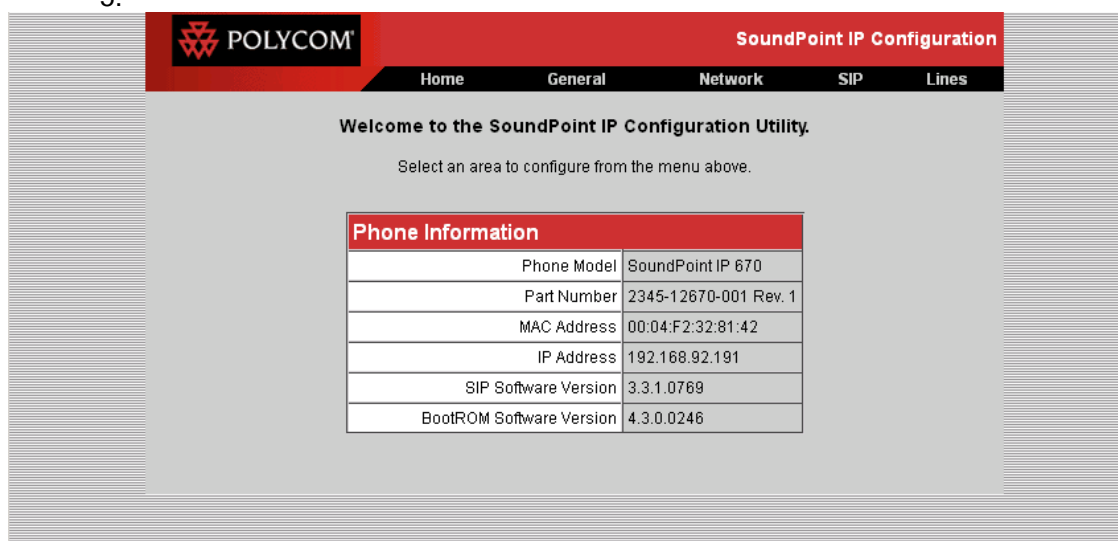 POLYCOM
SoundPoint IP Configuration
Home General Network SIP Lines
Welcome to the SoundPoint IP Configuration Utility.
Select an area to configure from the menu above.
Phone Information
Phone Model SoundPoint IP 670
Part Number 2345-12670-001 Rev. 1
MAC Address 00:04:F2:32:81:42
IP Address 192.168.92.191
SIP Software Version 3.3.1.0769
BootROM Software Version 4.3.0.0246